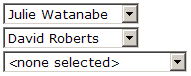 Julie Watanabe
David Roberts
<none selected>